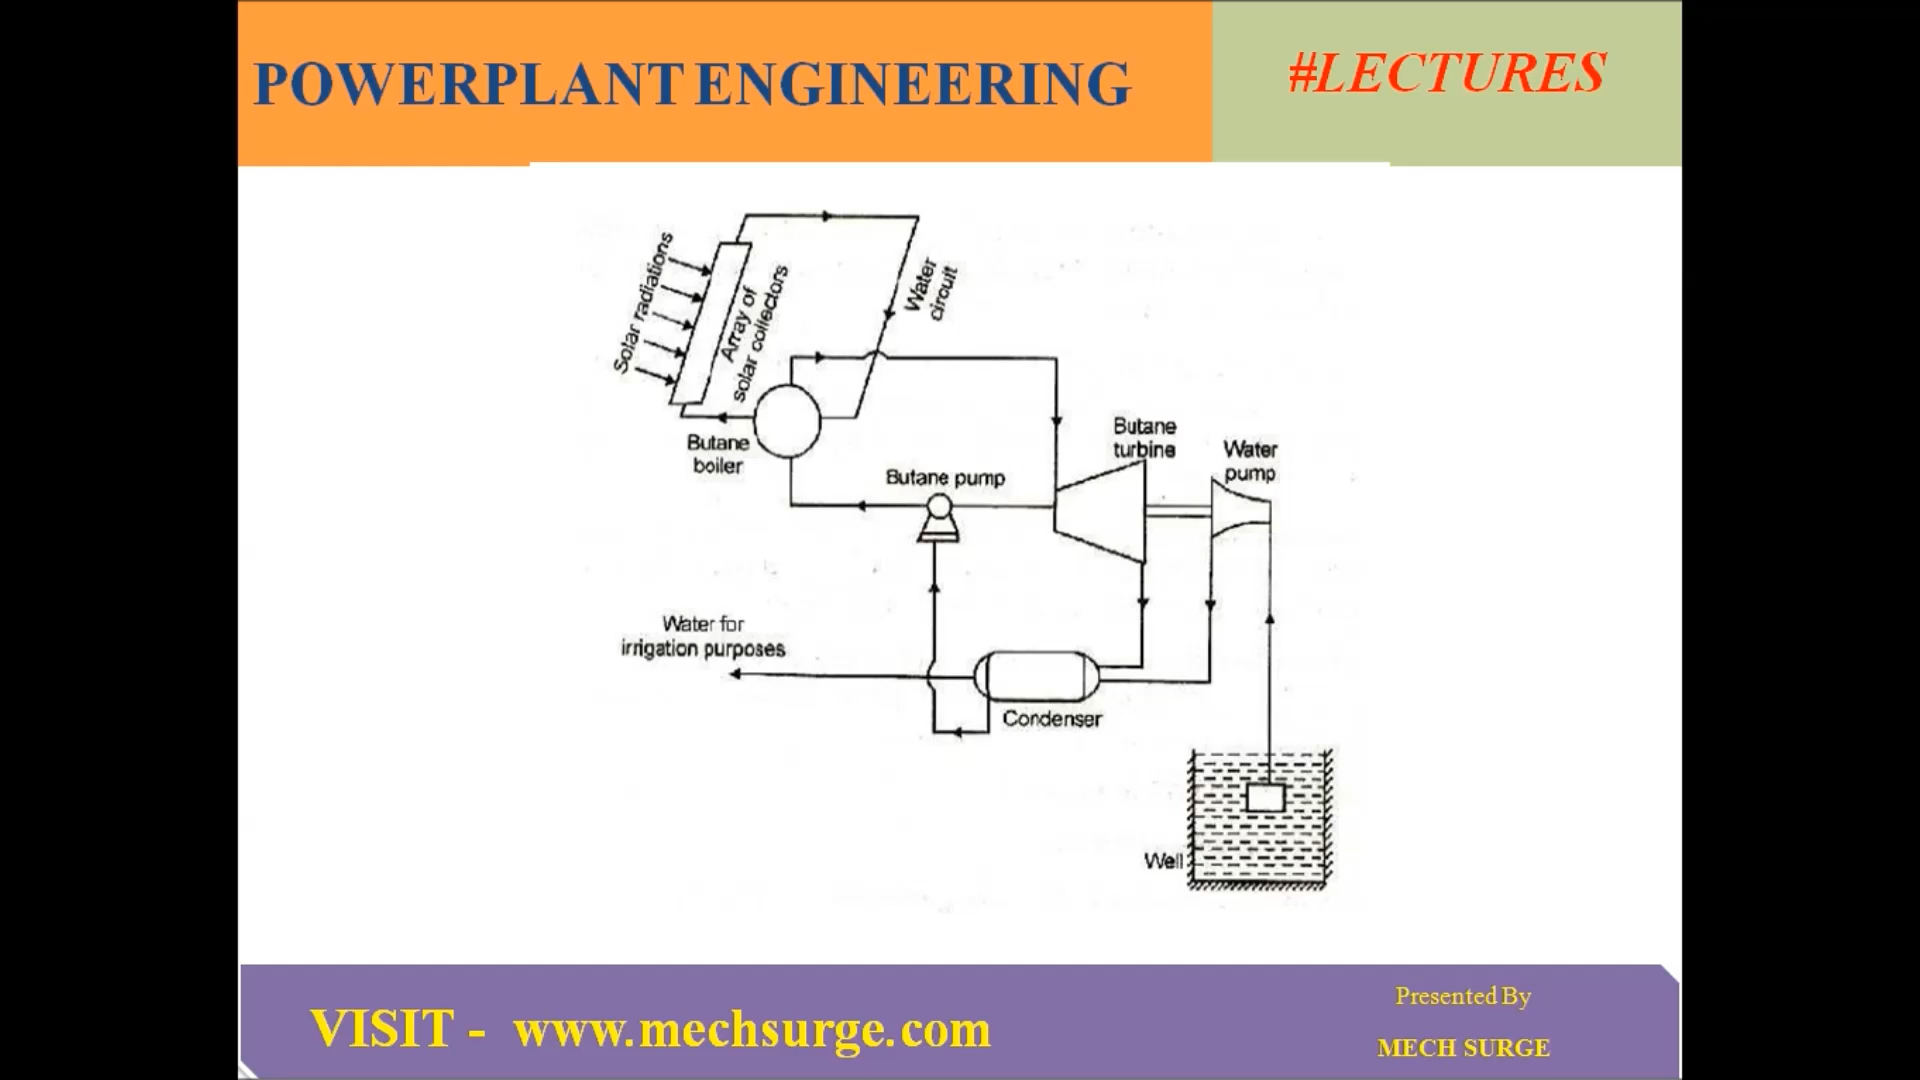 POWERPLANT ENGINEERING
#LECTURES
Solar radiations
Array of
solar collectors
Water
circuit
Butane
boiler
Butane pump
Butane
turbine
Water
pump
Water for
irrigation purposes
Condenser
Well
VISIT - www.mechsurge.com
Presented By
MECH SURGE